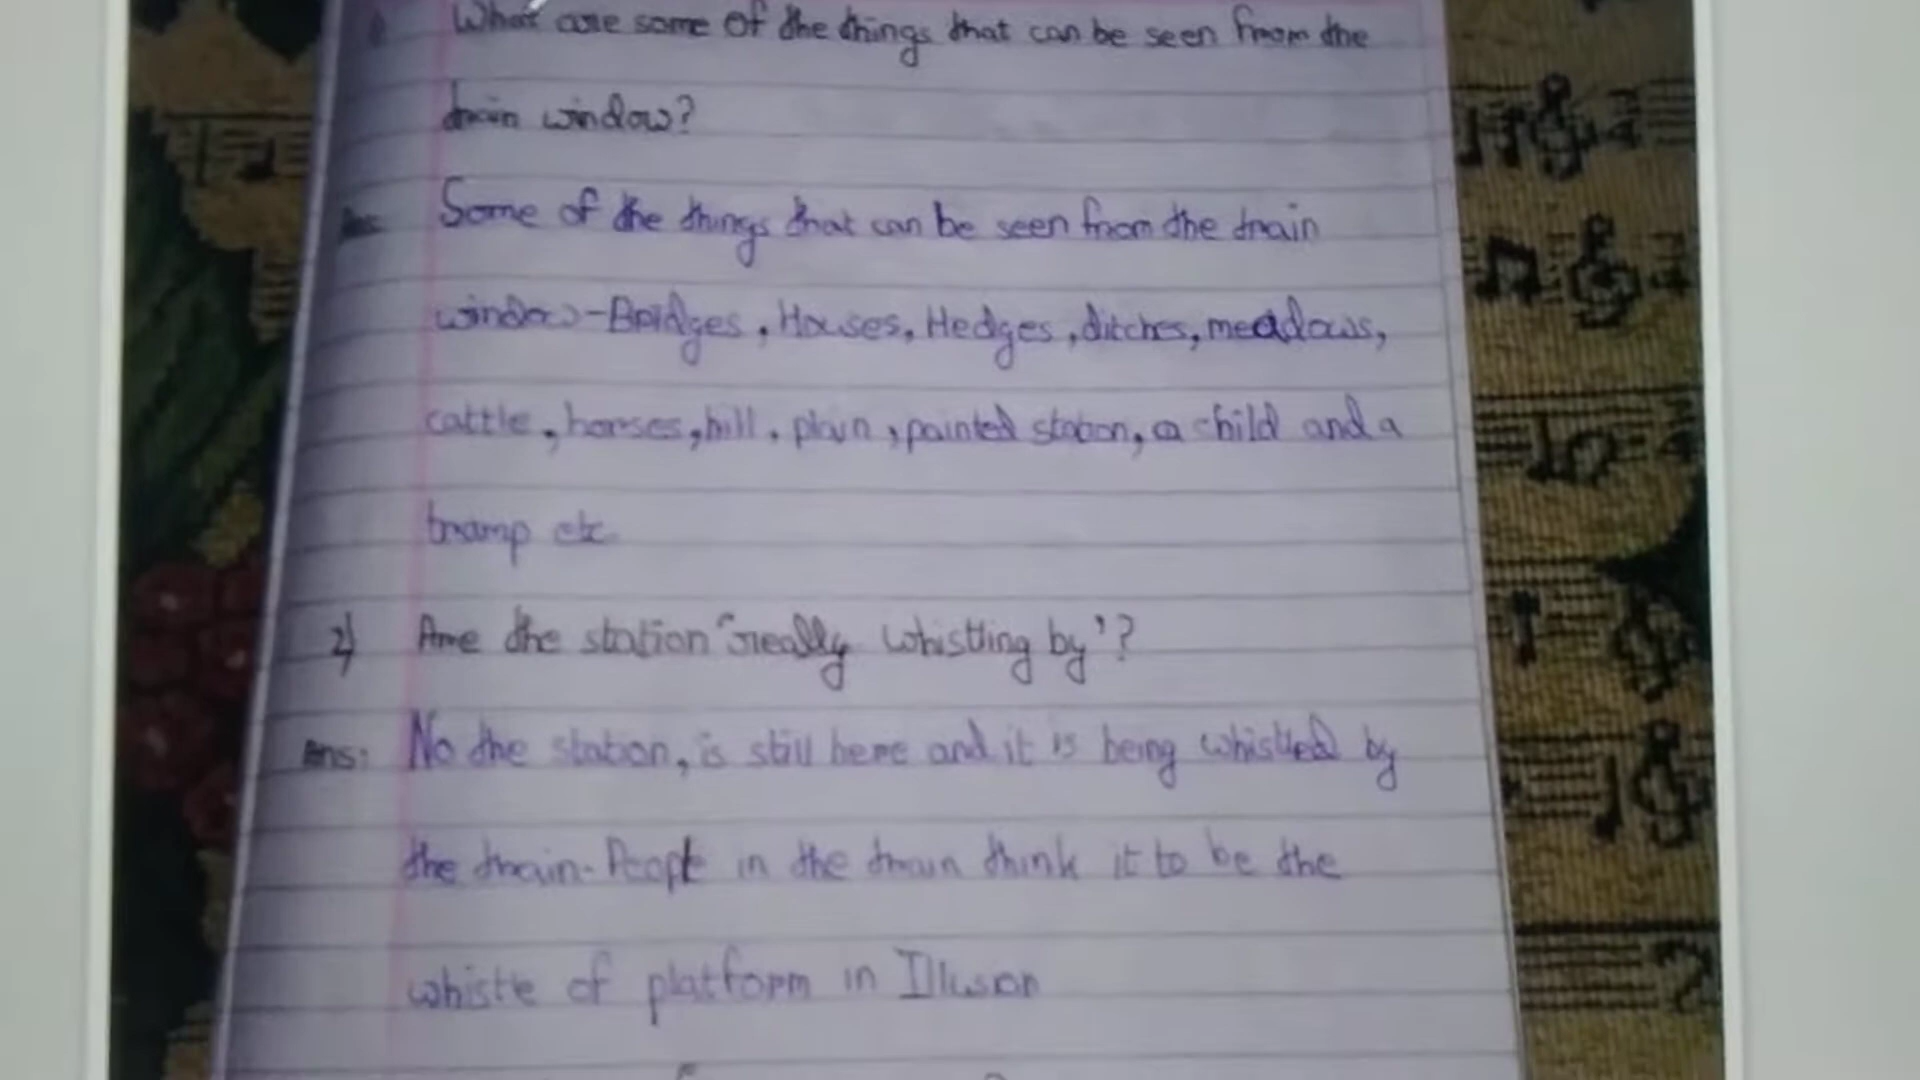 What are some of the things that can be seen from the
train window?
Ans: Some of the things that can be seen from the train
window-Bridges, Houses, Hedges, ditches, meadows,
cattle, horses, hill, plain, painted station, a child and a
tramp etc.
2) Are the station "really whistling by'?
Ans: No the station, is still here and it is being whistled by
the train- People in the train think it to be the
whistle of platform in Illusion